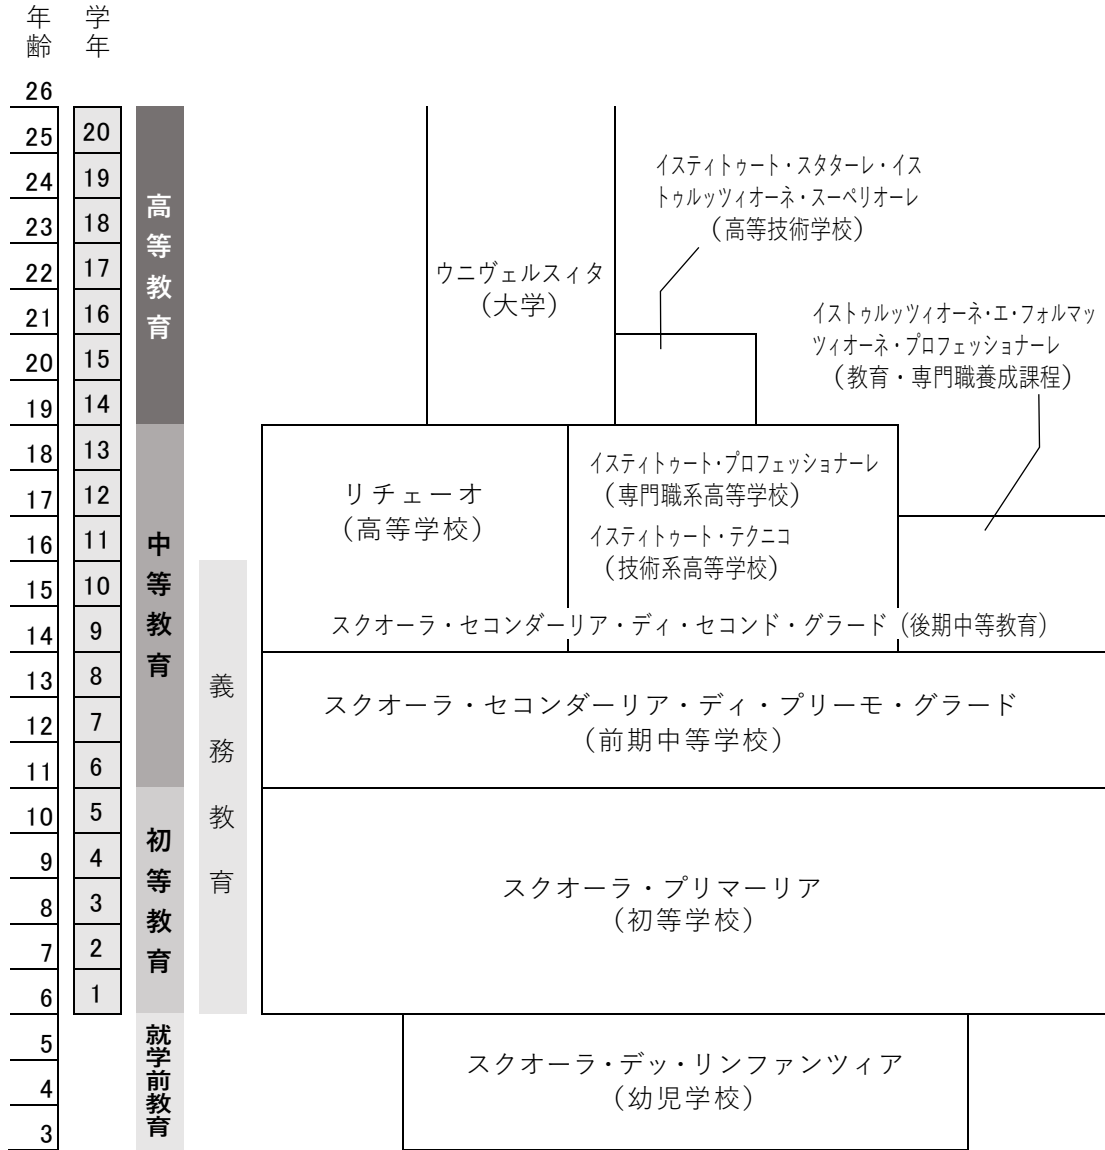 年齢
学年
26
25
20
24
19
23
18
22
17
21
16
20
15
19
14
18
13
17
12
16
11
15
10
14
9
13
8
12
7
11
6
10
5
9
4
8
3
7
2
6
1
5
4
3
高等教育
中等教育
初等教育
就学前教育
義務教育
ウニヴェルスィタ
（大学）
イスティトゥート・スタターレ・イス
トゥルッツィオーネ・スーペリオーレ
（高等技術学校）
イストゥルッツィオーネ・エ・フォルマッ
ツィオーネ・プロフェッショナーレ
（教育・専門職養成課程）
リチェーオ
（高等学校）
イスティトゥート・プロフェッショナーレ
（専門職系高等学校）
イスティトゥート・テクニコ
（技術系高等学校）
スクオーラ・セコンダーリア・ディ・セコンド・グラード（後期中等教育）
スクオーラ・セコンダーリア・ディ・プリーモ・グラード
（前期中等学校）
スクオーラ・プリマーリア
（初等学校）
スクオーラ・デッ・リンファンツィア
（幼児学校）